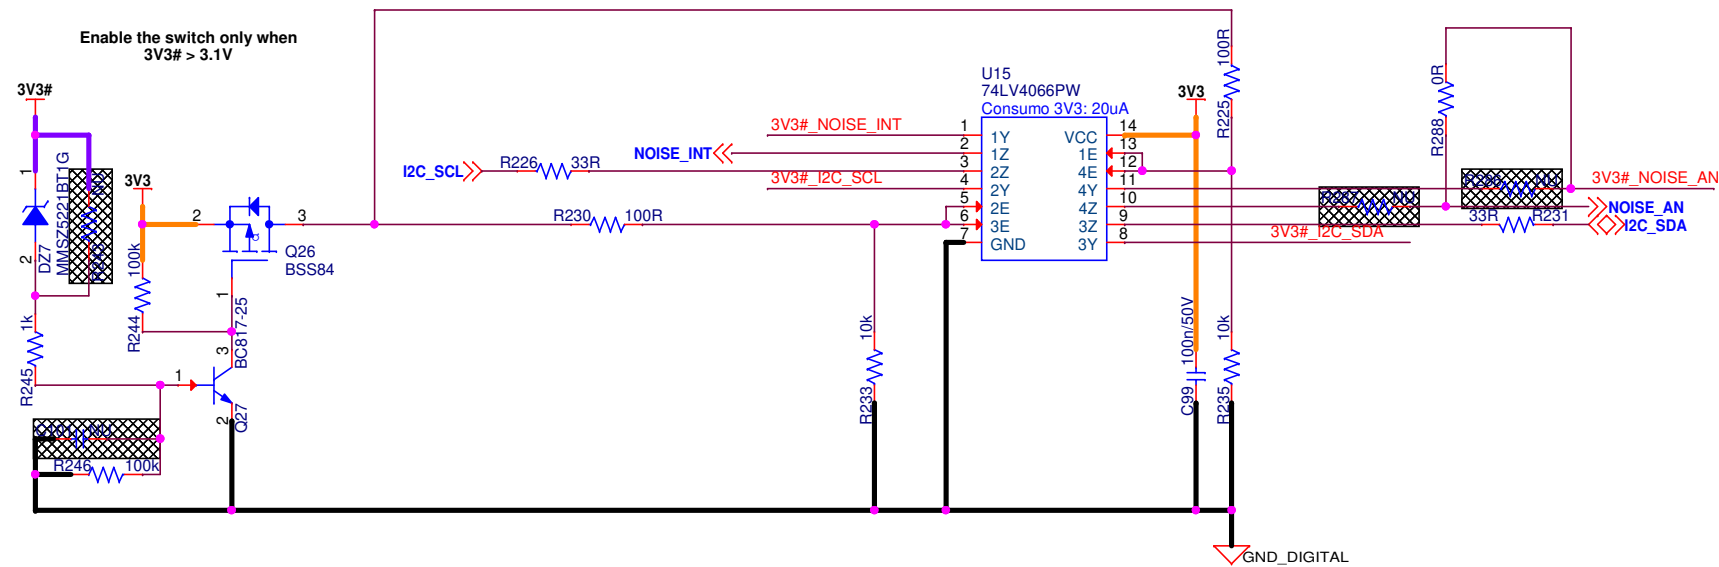 Enable the switch only when
3V3# > 3.1V
3V3#
1
2
DZ7
MMSZ5221BT1G
3V3
2
3
Q26
BSS84
1
100k
R244
1k
R245
BC817-25
3
1
2
Q27
R246
100k
I2C_SCL
R226
33R
NOISE_INT
3V3#_NOISE_INT
3V3#_I2C_SCL
R230
100R
10k
R233
U15
74LV4066PW
Consumo 3V3: 20uA
1
2
3
4
5
6
7
1Y
1Z
2Z
2Y
2E
3E
GND
VCC
1E
4E
4Y
4Z
3Z
3Y
14
13
12
11
10
9
8
3V3
100R
R225
100n/50V
C99
10k
R235
GND_DIGITAL
0R
R288
3V3#_NOISE_AN
NOISE_AN
33R
R231
I2C_SDA
3V3#_I2C_SDA